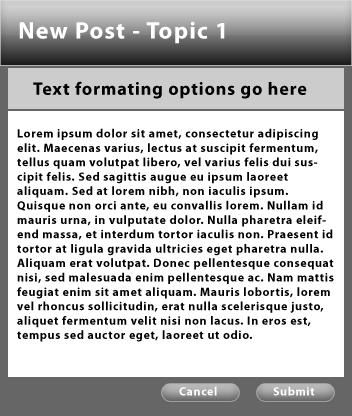 New Post - Topic 1
Text formating options go here
Lorem ipsum dolor sit amet, consectetur adipiscing
elit. Maecenas varius, lectus at suscipit fermentum,
tellus quam volutpat libero, vel varius felis dui sus-
cipit felis. Sed sagittis augue eu ipsum laoreet
aliquam. Sed at lorem nibh, non iaculis ipsum.
Quisque non orci ante, eu convallis lorem. Nullam id
mauris urna, in vulputate dolor. Nulla pharetra eleif-
end massa, et interdum tortor iaculis non. Praesent id
tortor at ligula gravida ultricies eget pharetra nulla.
Aliquam erat volutpat. Donec pellentesque consequat
nisi, sed malesuada enim pellentesque ac. Nam mattis
feugiat enim sit amet aliquam. Mauris lobortis, lorem
vel rhoncus sollicitudin, erat nulla scelerisque justo,
aliquet fermentum velit nisi non lacus. In eros est,
tempus sed auctor eget, laoreet ut odio.
Cancel
Submit